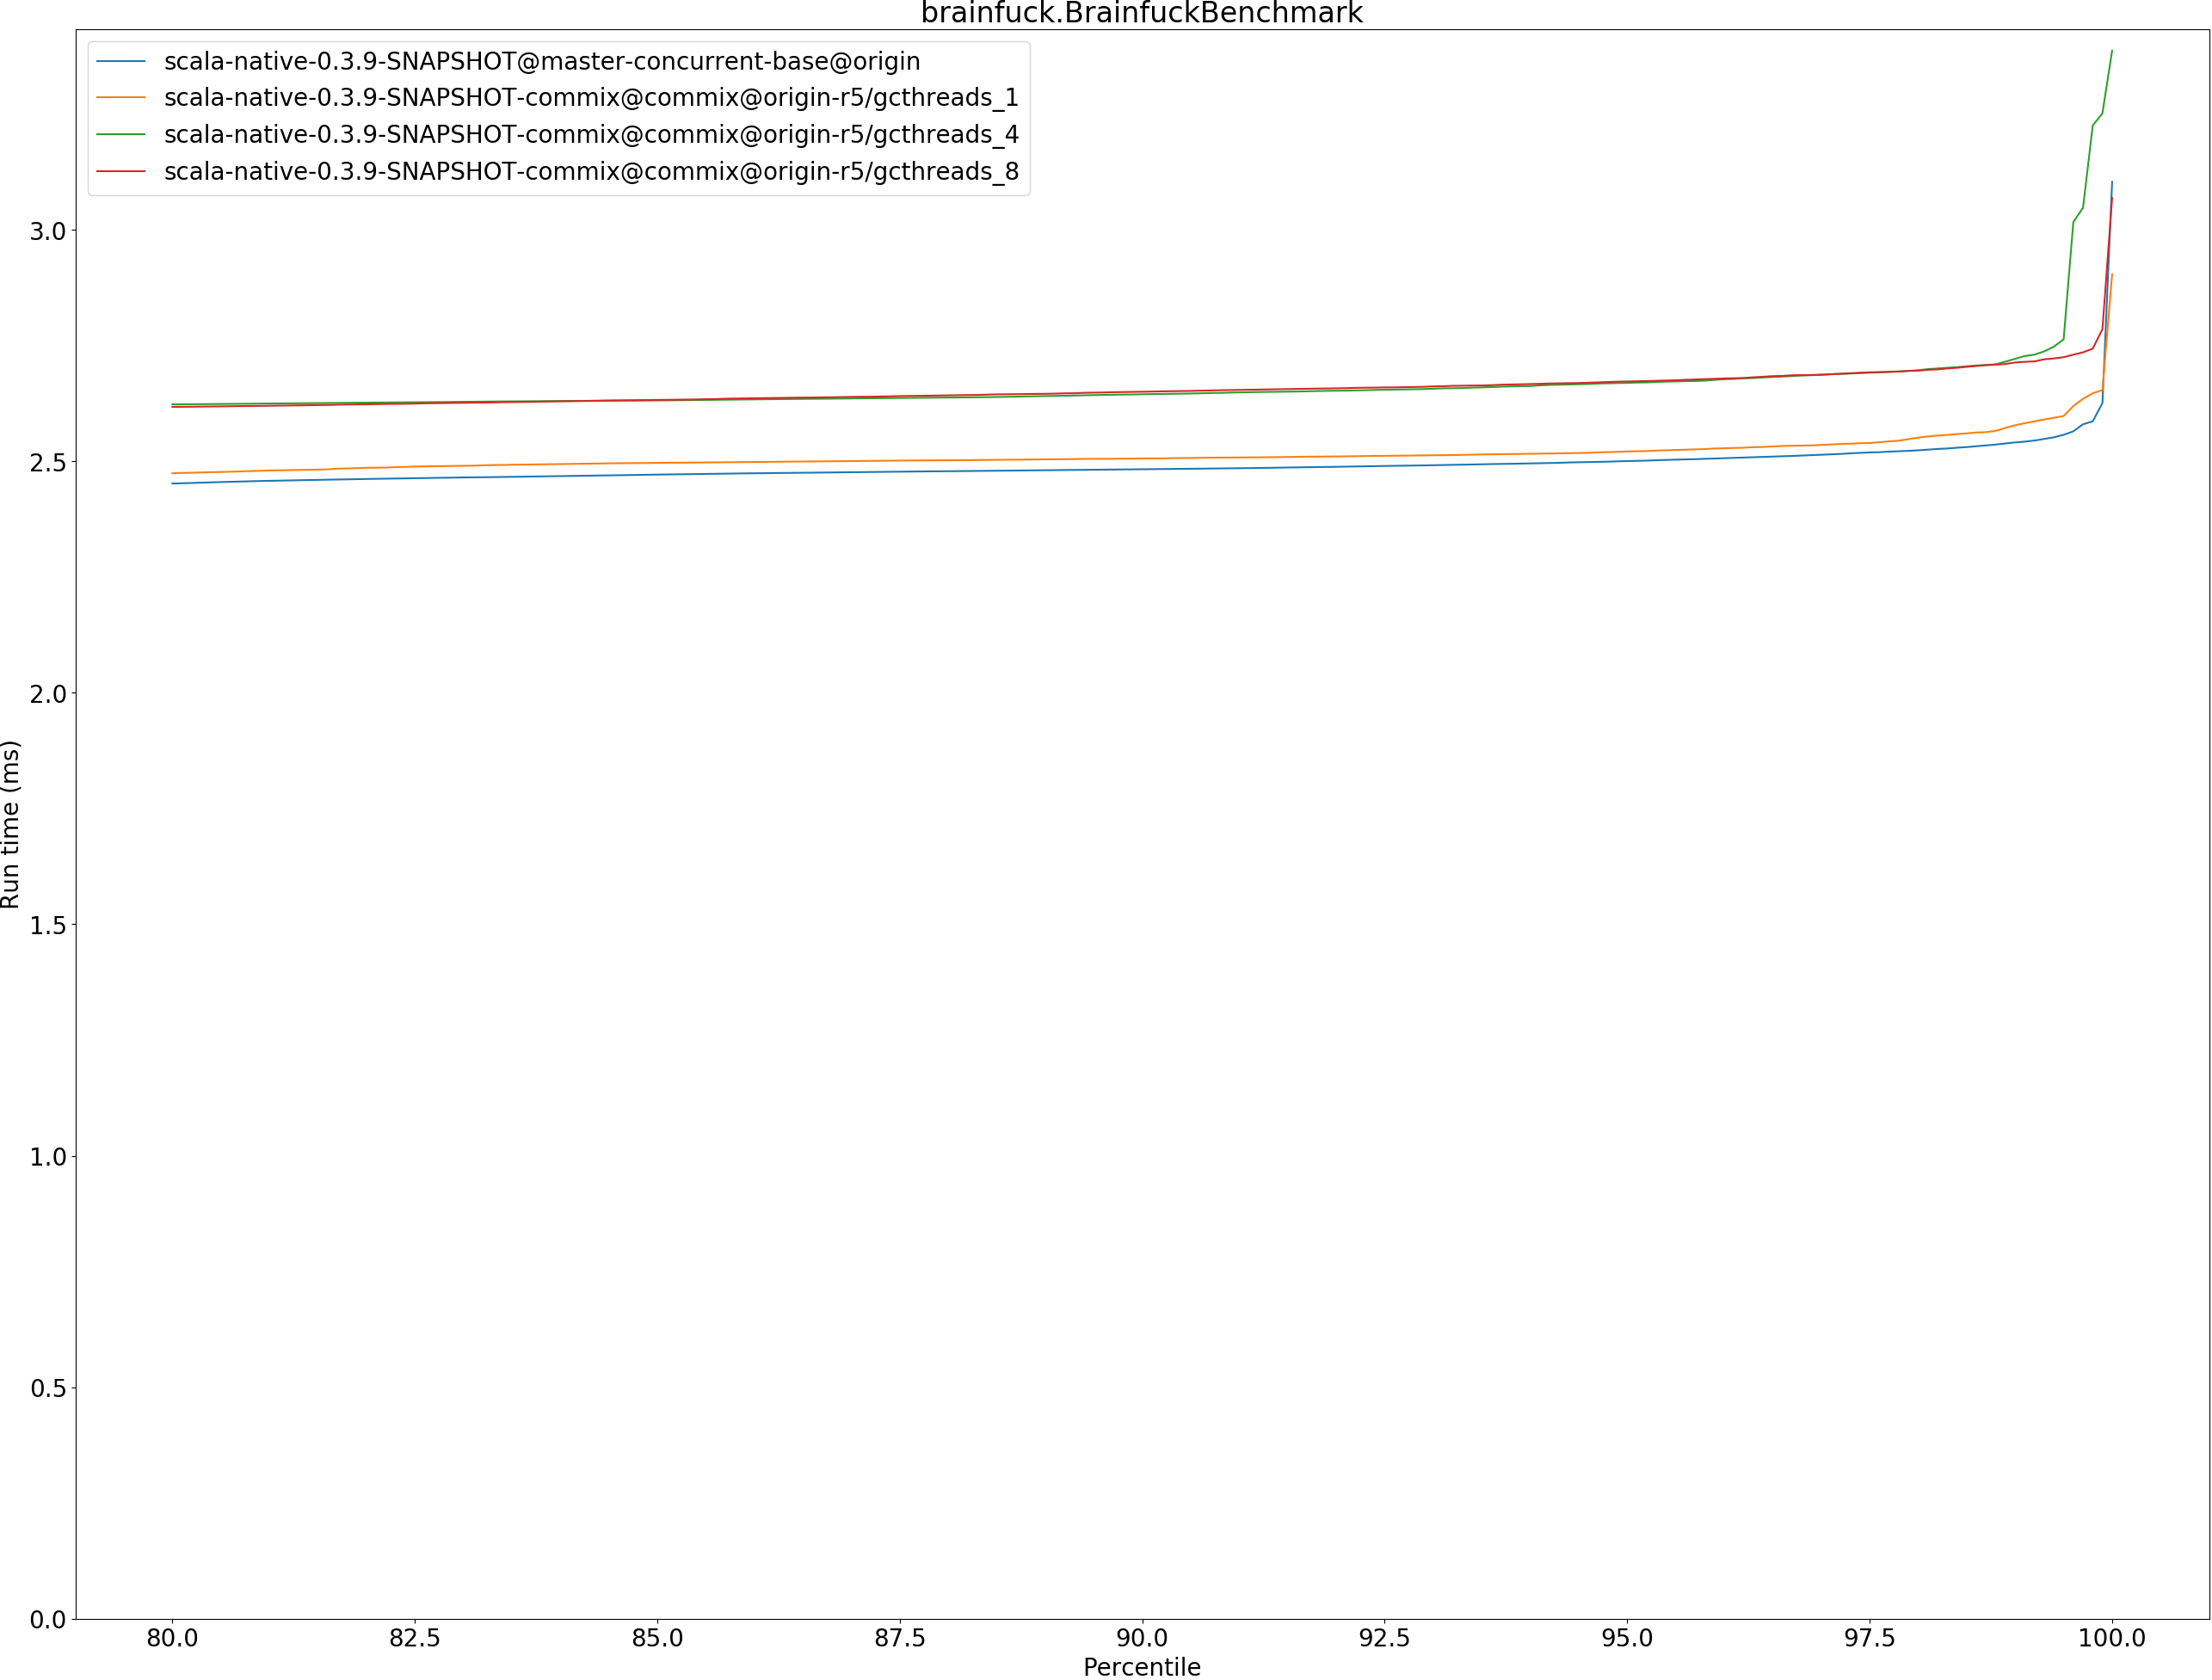 brainfuck.BrainfuckBenchmark
scala-native-0.3.9-SNAPSHOT@master-concurrent-base@origin
scala-native-0.3.9-SNAPSHOT-commix@commix@origin-r5/gcthreads_1
scala-native-0.3.9-SNAPSHOT-commix@commix@origin-r5/gcthreads_4
scala-native-0.3.9-SNAPSHOT-commix@commix@origin-r5/gcthreads_8
3.0
2.5
2.0
1.5
1.0
0.5
0.0
Run time (ms)
80.0 82.5 85.0 87.5 90.0 92.5 95.0 97.5 100.0
Percentile